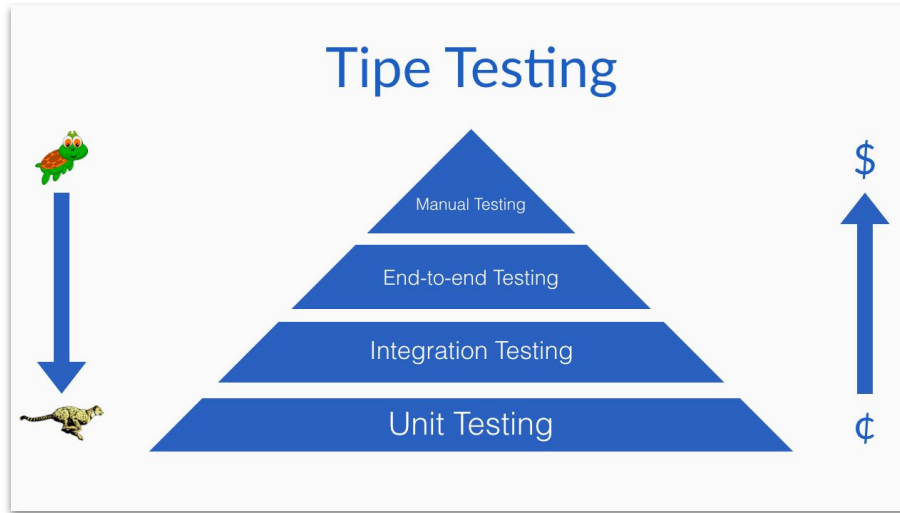 Tipe Testing
$
Manual Testing
End-to-end Testing
Integration Testing
Unit Testing
¢